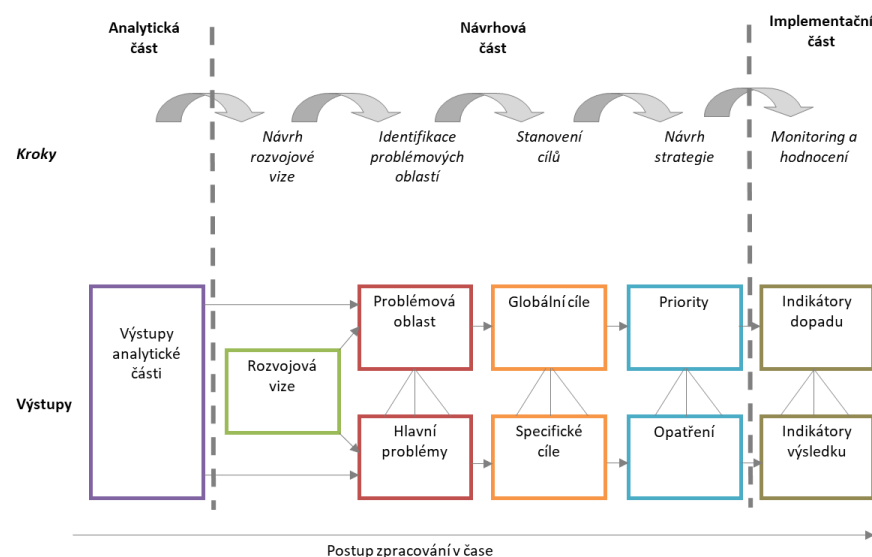 Analytická
část
Návrhová
část
Implementační
část
Kroky
Návrh
rozvojové
vize
Identifikace
problémových
oblastí
Stanovení
cílů
Návrh
strategie
Monitoring a
hodnocení
Výstupy
Výstupy
analytické
části
Rozvojová
vize
Problémová
oblast
Globální cíle
Priority
Indikátory
dopadu
Hlavní
problémy
Specifické
cíle
Opatření
Indikátory
výsledku
Postup zpracování v čase